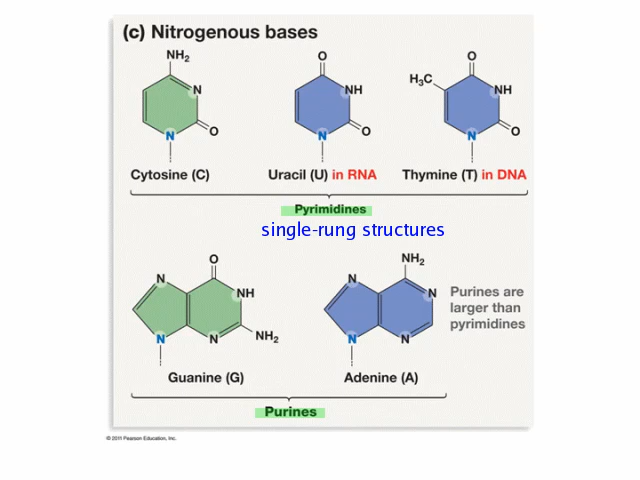 (c) Nitrogenous bases
NH₂
N
O
N
Cytosine (C)
O
NH
O
N
Uracil (U) in RNA
O
H₃C
NH
O
N
Thymine (T) in DNA
Pyrimidines
single-rung structures
O
N
NH
N
N
NH₂
Guanine (G)
NH₂
N
N
N
N
Adenine (A)
Purines are
larger than
pyrimidines
Purines
© 2011 Pearson Education, Inc.